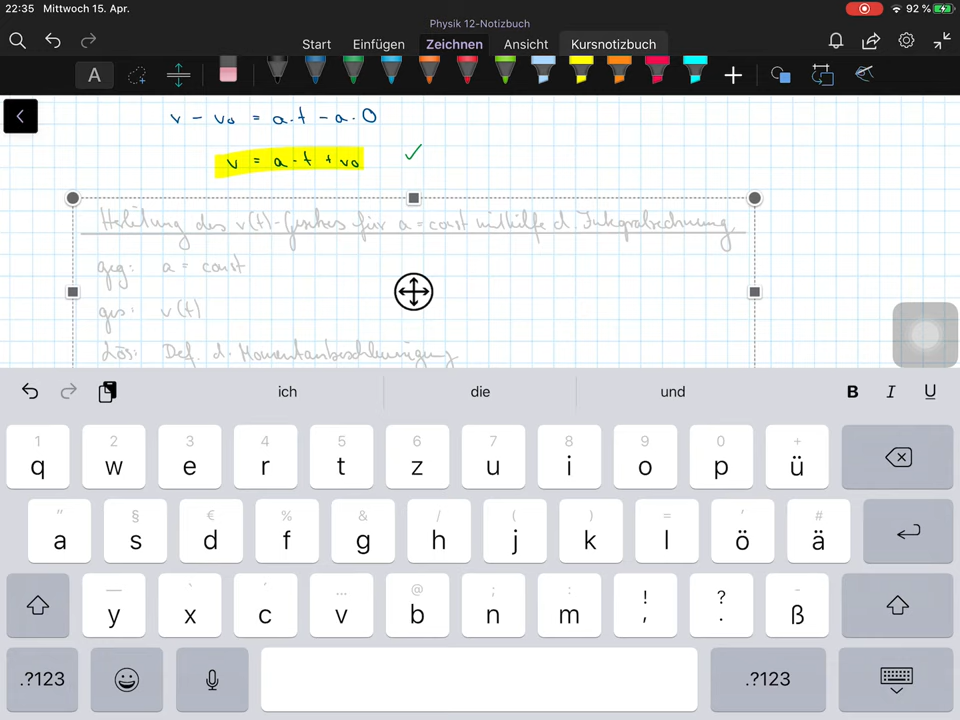 22:35 Mittwoch 15. Apr. 92 %
Physik 12-Notizbuch
Start Einfügen Zeichnen Ansicht Kursnotizbuch
A
v - v₀ = a·t - a·0
v = a·t + v₀ ✓
Herleitung des v(t)-Gesetzes für a = const mithilfe d. Integralrechnung
geg: a = const
ges: v(t)
Lös: Def. d. Momentanbeschleunigung
ich die und B I U
1 2 3 4 5 6 7 8 9 0 +
q w e r t z u i o p ü
" § € % & / ( ) = ' #
a s d f g h j k l ö ä
— ` ´ ... @ ; : ! ? -
y x c v b n m , . ß
.?123 .?123